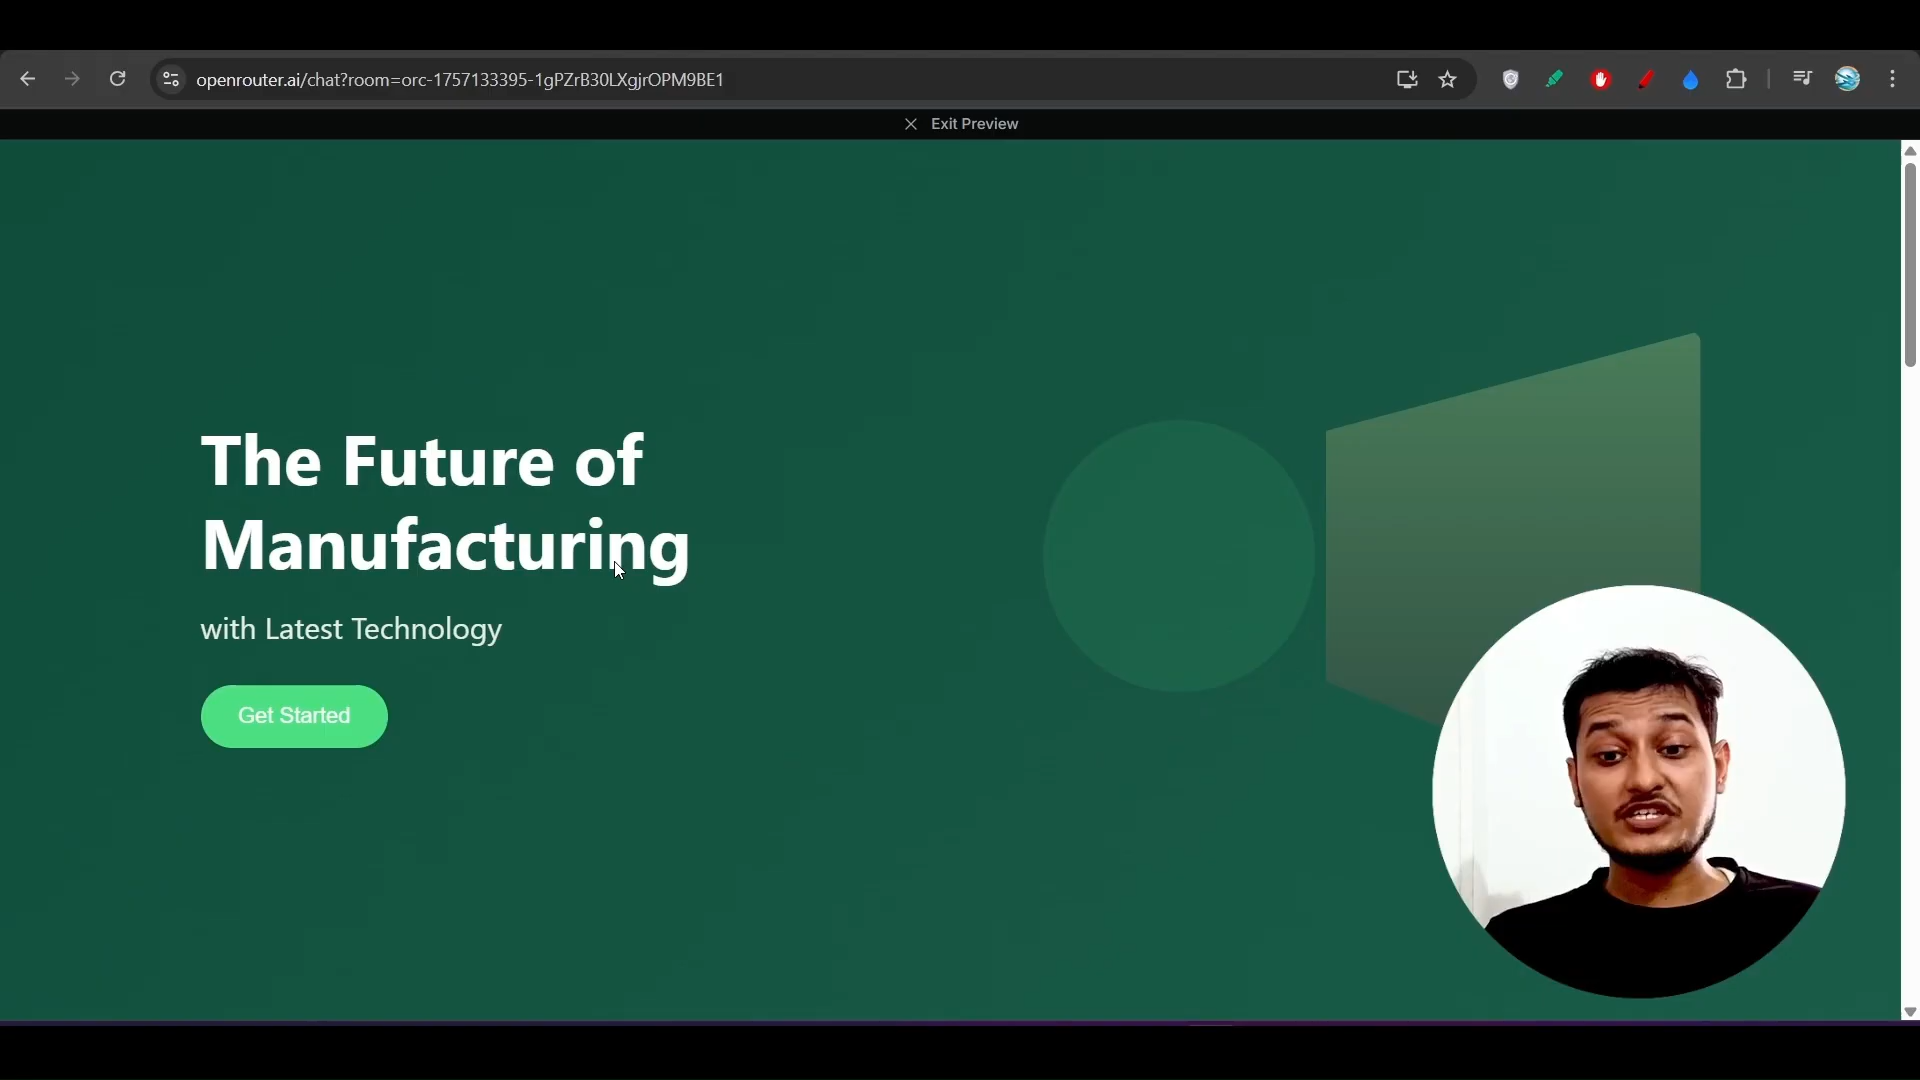 openrouter.ai/chat?room=orc-1757133395-1gPZrB30LXgjrOPM9BE1
Exit Preview
The Future of
Manufacturing
with Latest Technology
Get Started